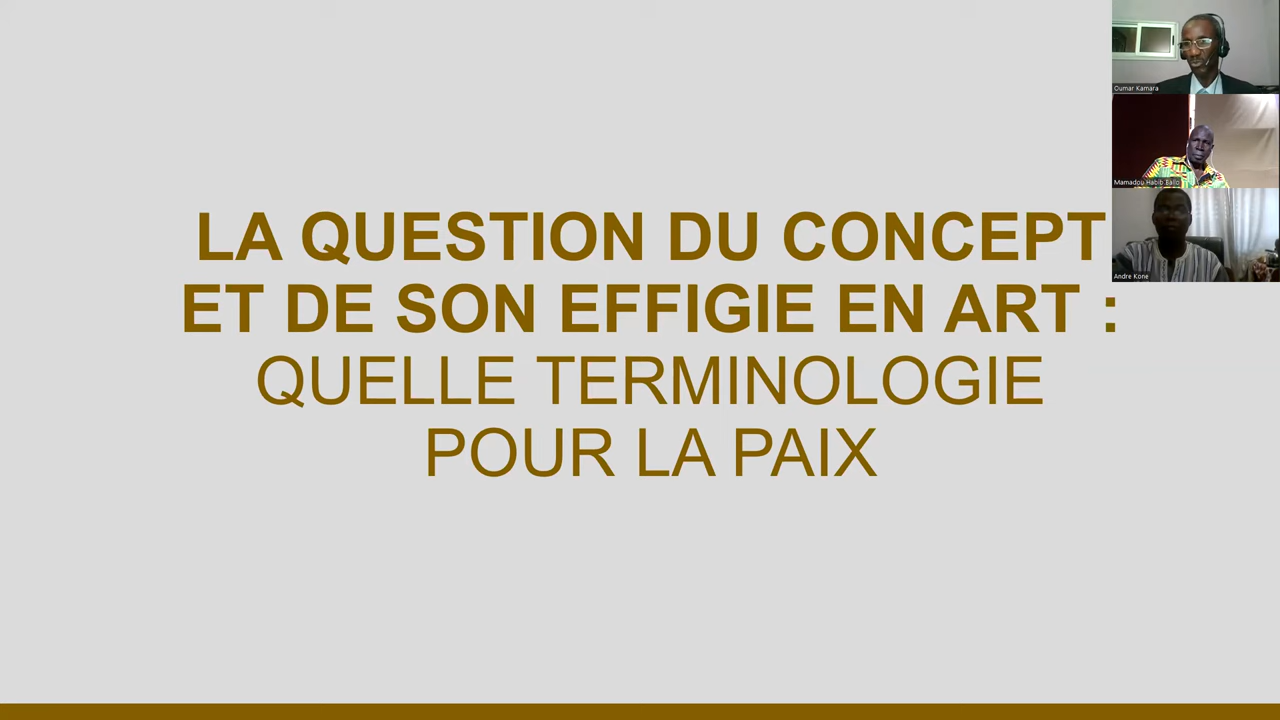 LA QUESTION DU CONCEPT
ET DE SON EFFIGIE EN ART :
QUELLE TERMINOLOGIE
POUR LA PAIX
Oumar Kamara
Mamadou Habib Ballo
Andre Kone